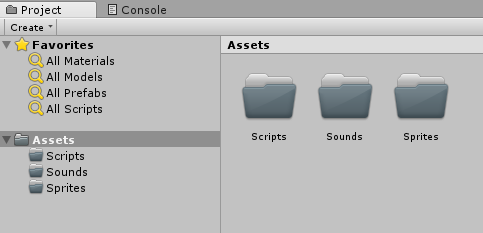 Project Console
Create
Favorites
All Materials
All Models
All Prefabs
All Scripts
Assets
Scripts
Sounds
Sprites
Assets
Scripts Sounds Sprites